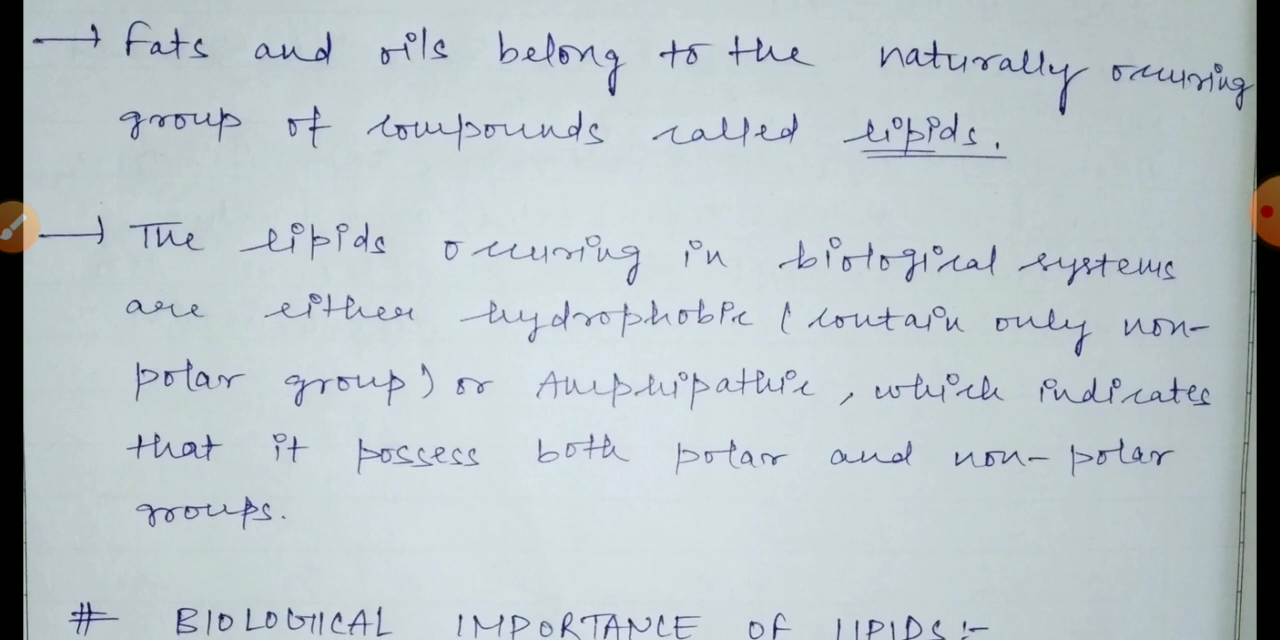 → Fats and oils belong to the naturally occuring
group of compounds called lipids.
→ The lipids occuring in biological systems
are either hydrophobic (contain only non-
polar group) or Amphipathic, which indicates
that it possess both polar and non-polar
groups.
# BIOLOGICAL IMPORTANCE OF LIPIDS:-